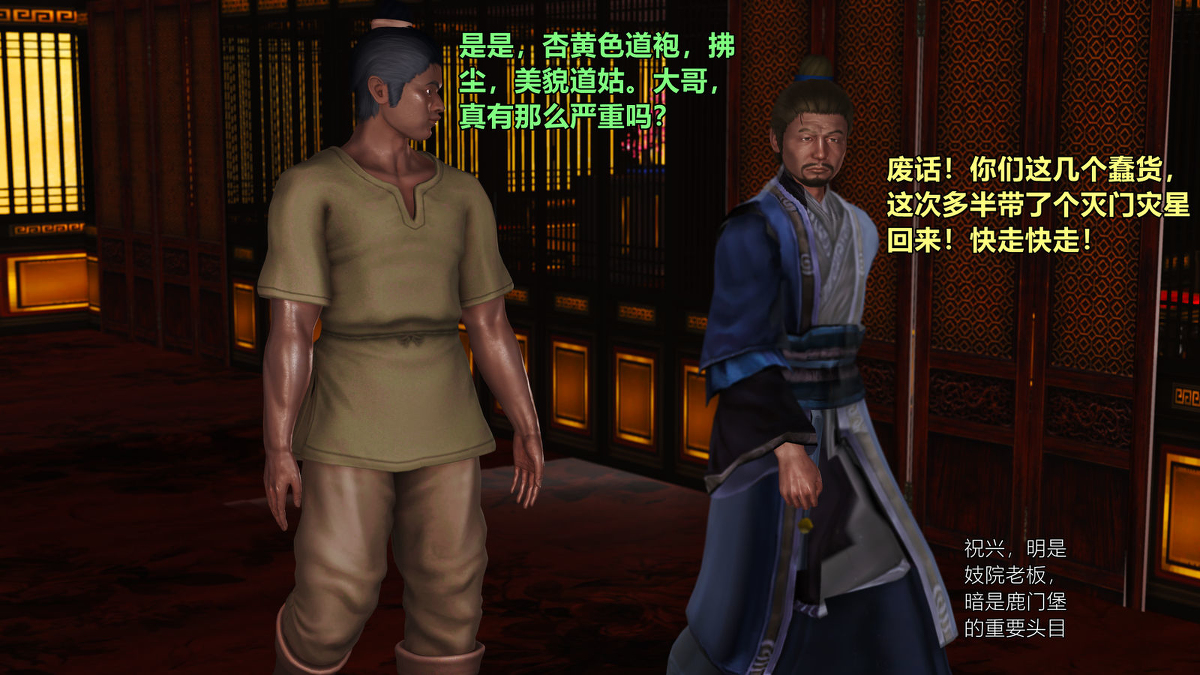 是是，杏黄色道袍，拂
尘，美貌道姑。大哥，
真有那么严重吗？
废话！你们这几个蠢货，
这次多半带了个灭门灾星
回来！快走快走！
祝兴，明是
妓院老板，
暗是鹿门堡
的重要头目